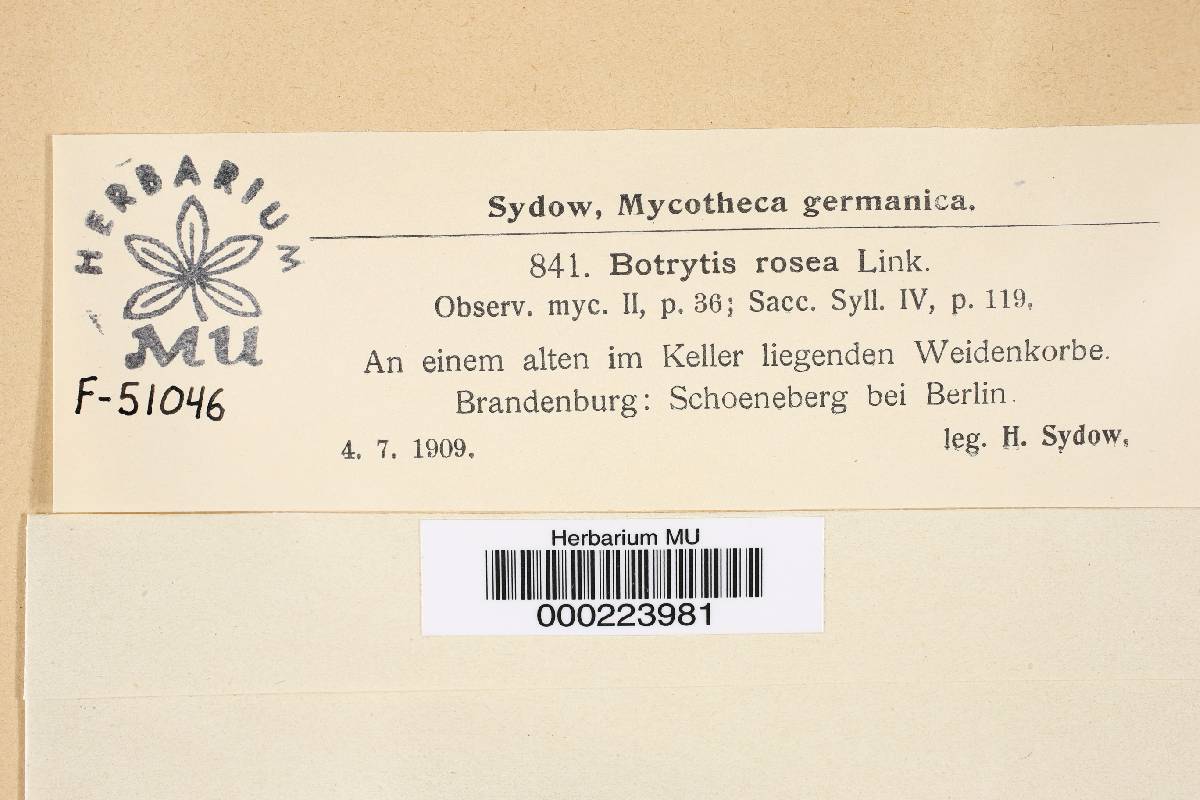 HERBARIUM
MU
F-51046
Sydow, Mycotheca germanica.
841. Botrytis rosea Link.
Observ. myc. II, p. 36; Sacc. Syll. IV, p. 119.
An einem alten im Keller liegenden Weidenkorbe.
Brandenburg: Schoeneberg bei Berlin.
4. 7. 1909.
leg. H. Sydow.
Herbarium MU
000223981